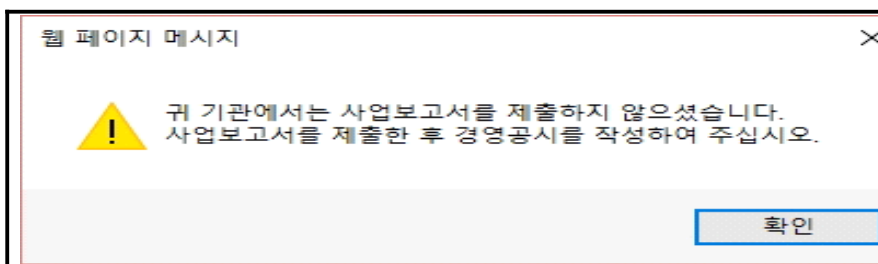 웹 페이지 메시지
귀 기관에서는 사업보고서를 제출하지 않으셨습니다.
사업보고서를 제출한 후 경영공시를 작성하여 주십시오.
확인